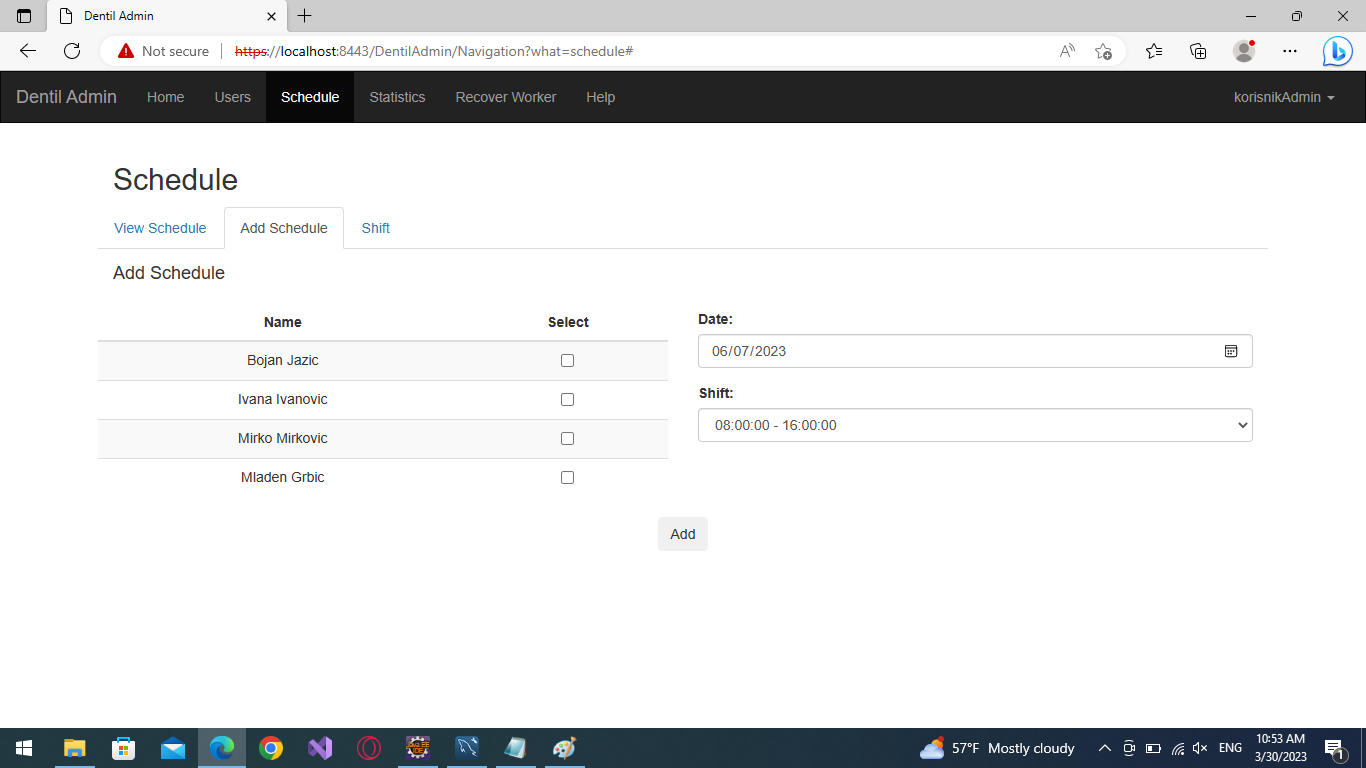 Dentil Admin
Not secure https://localhost:8443/DentilAdmin/Navigation?what=schedule#
Dentil Admin Home Users Schedule Statistics Recover Worker Help korisnikAdmin
Schedule
View Schedule Add Schedule Shift
Add Schedule
Name Select
Bojan Jazic
Ivana Ivanovic
Mirko Mirkovic
Mladen Grbic
Date:
06/07/2023
Shift:
08:00:00 - 16:00:00
Add
57°F Mostly cloudy ENG
10:53 AM
3/30/2023
1